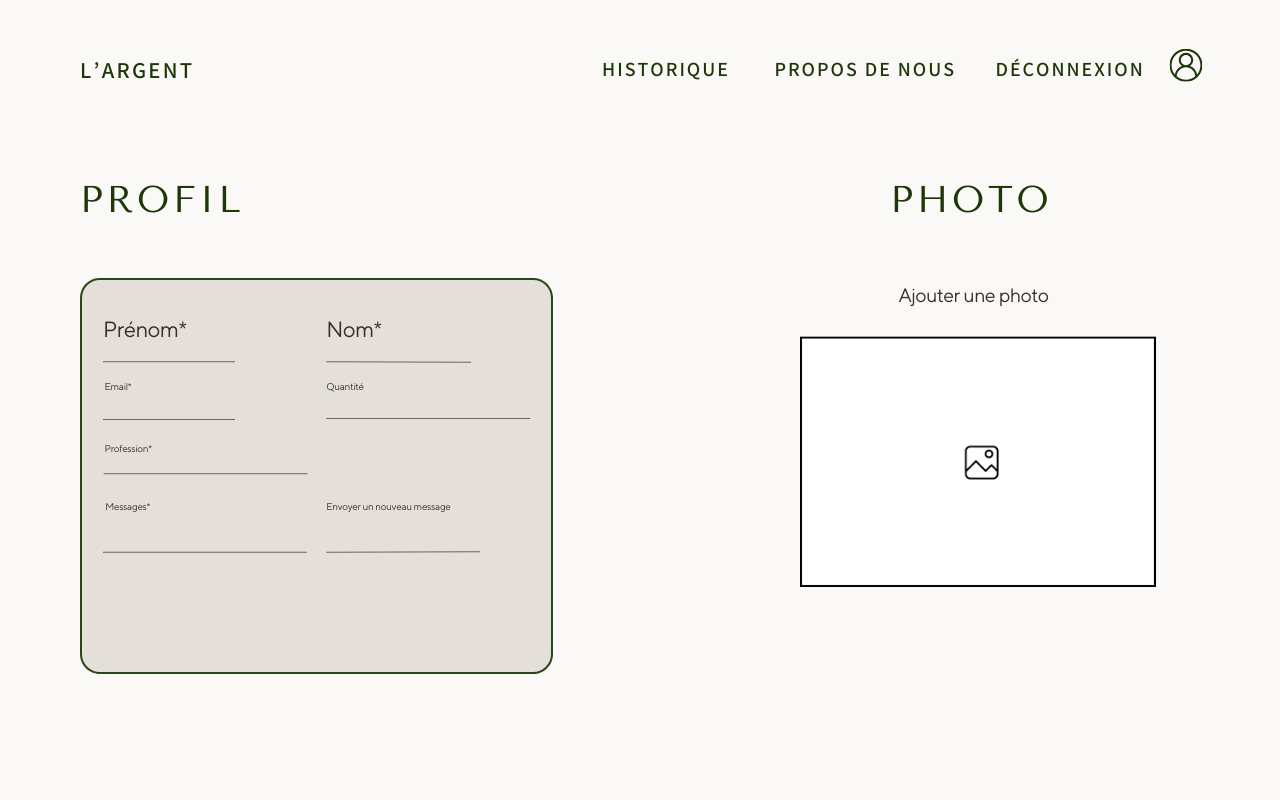 L’ARGENT
HISTORIQUE
PROPOS DE NOUS
DÉCONNEXION
PROFIL
PHOTO
Ajouter une photo
Prénom*
Nom*
Email*
Quantité
Profession*
Messages*
Envoyer un nouveau message